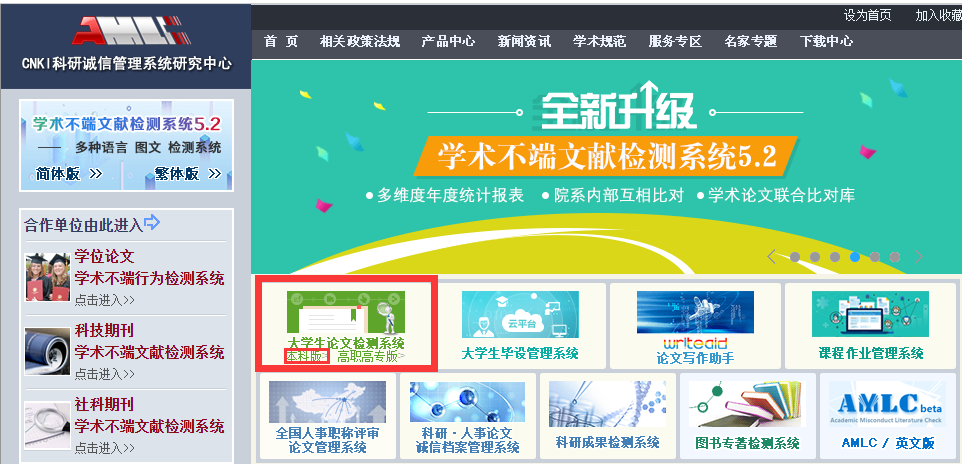 设为首页 加入收藏
AMLC
CNKI科研诚信管理系统研究中心
首 页 相关政策法规 产品中心 新闻资讯 学术规范 服务专区 名家专题 下载中心
学术不端文献检测系统5.2
多种语言 图文 检测系统
简体版 >> 繁体版 >>
全新升级
学术不端文献检测系统5.2
●多维度年度统计报表 ●院系内部互相比对 ●学术论文联合比对库
合作单位由此进入
学位论文
学术不端行为检测系统
点击进入>>
科技期刊
学术不端文献检测系统
点击进入>>
社科期刊
学术不端文献检测系统
点击进入>>
大学生论文检测系统
本科版> 高职高专版>
云平台
大学生毕设管理系统
writeaid
论文写作助手
课程作业管理系统
全国人事职称评审
论文管理系统
科研·人事论文
诚信档案管理系统
科研成果检测系统
图书专著检测系统
AMLC beta
Academic Misconduct Literature Check
AMLC / 英文版